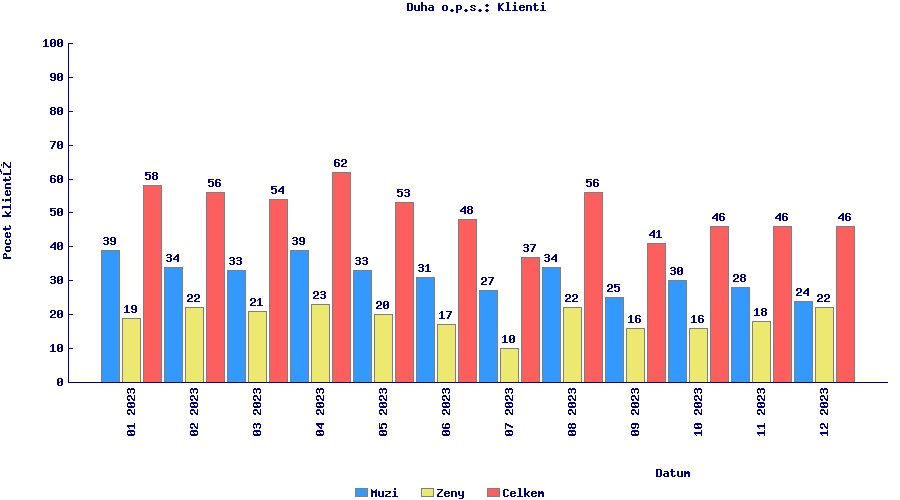 Duha o.p.s.: Klienti
Pocet klientĹŻ
100
90
80
70
60
50
40
30
20
10
0
39 19 58
34 22 56
33 21 54
39 23 62
33 20 53
31 17 48
27 10 37
34 22 56
25 16 41
30 16 46
28 18 46
24 22 46
01 2023
02 2023
03 2023
04 2023
05 2023
06 2023
07 2023
08 2023
09 2023
10 2023
11 2023
12 2023
Datum
Muzi Zeny Celkem